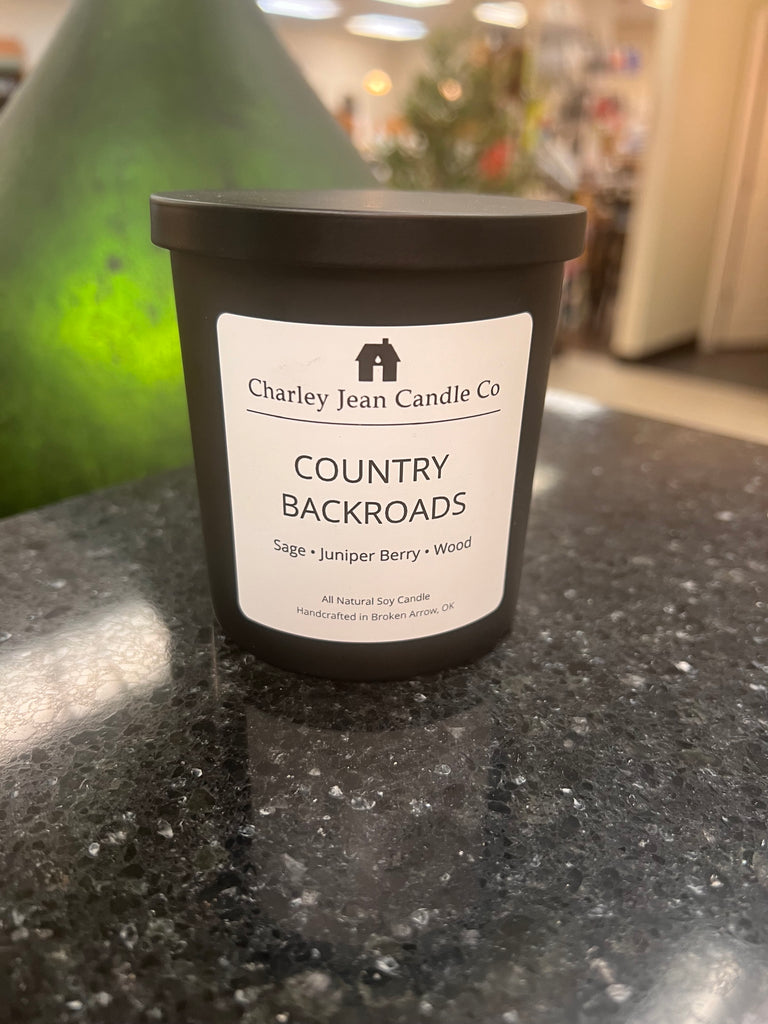 Charley Jean Candle Co
COUNTRY
BACKROADS
Sage • Juniper Berry • Wood
All Natural Soy Candle
Handcrafted in Broken Arrow, OK